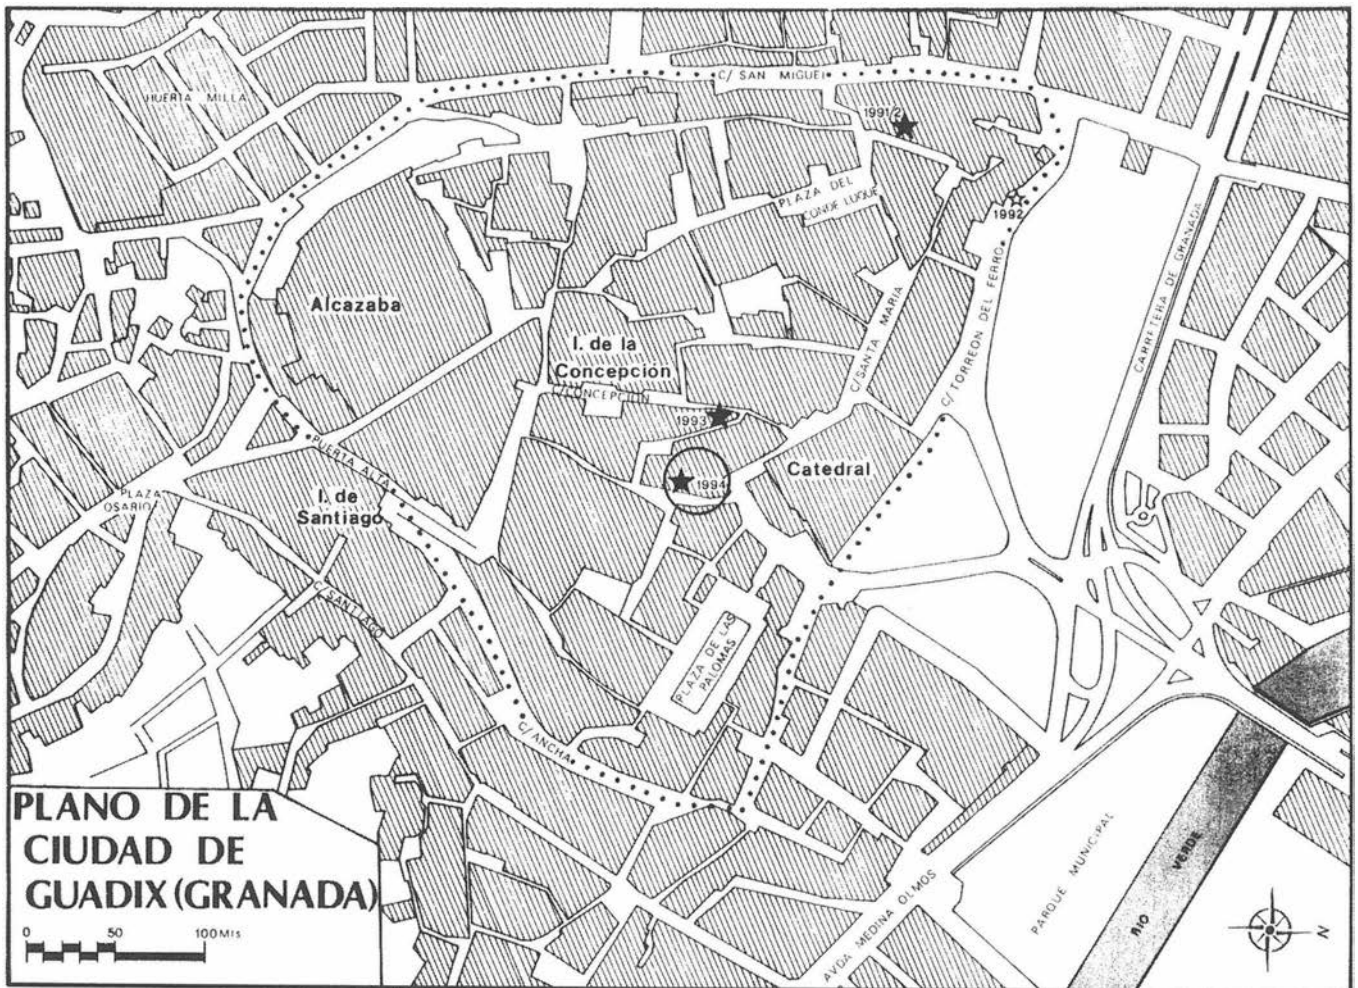 C/ SAN MIGUEL
HUERTA MILLA
1991/2
PLAZA DEL
CONDE LUQUE
1992
Alcazaba
I. de la
Concepción
C/CONCEPCION
C/SANTA MARIA
C/TORREON DEL FERRO
CARRETERA DE GRANADA
1993
1994
Catedral
PUERTA ALTA
PLAZA
OSARIO
I. de
Santiago
C/ SANTIAGO
PLAZA DE LAS
PALOMAS
C/ ANCHA
PLANO DE LA
CIUDAD DE
GUADIX (GRANADA)
0 50 100 Mts
AVDA MEDINA OLMOS
PARQUE MUNICIPAL
RIO VERDE
N